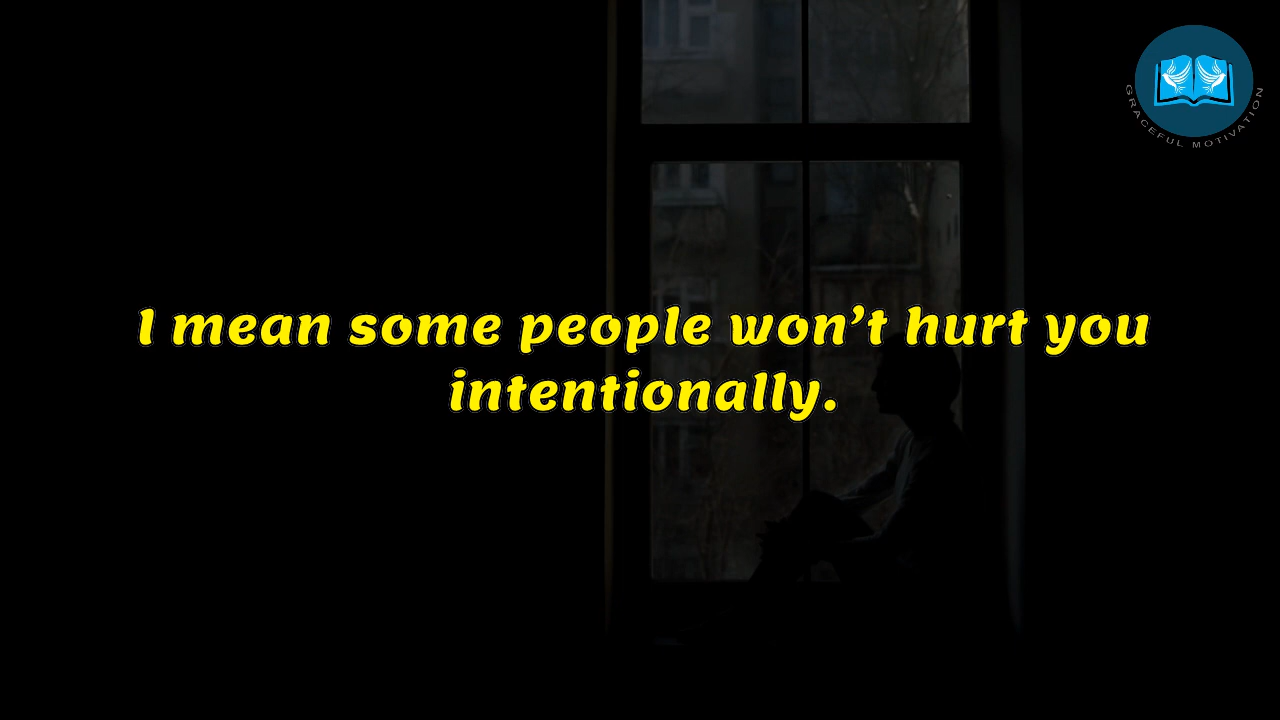 GRACEFUL MOTIVATION
I mean some people won’t hurt you
intentionally.